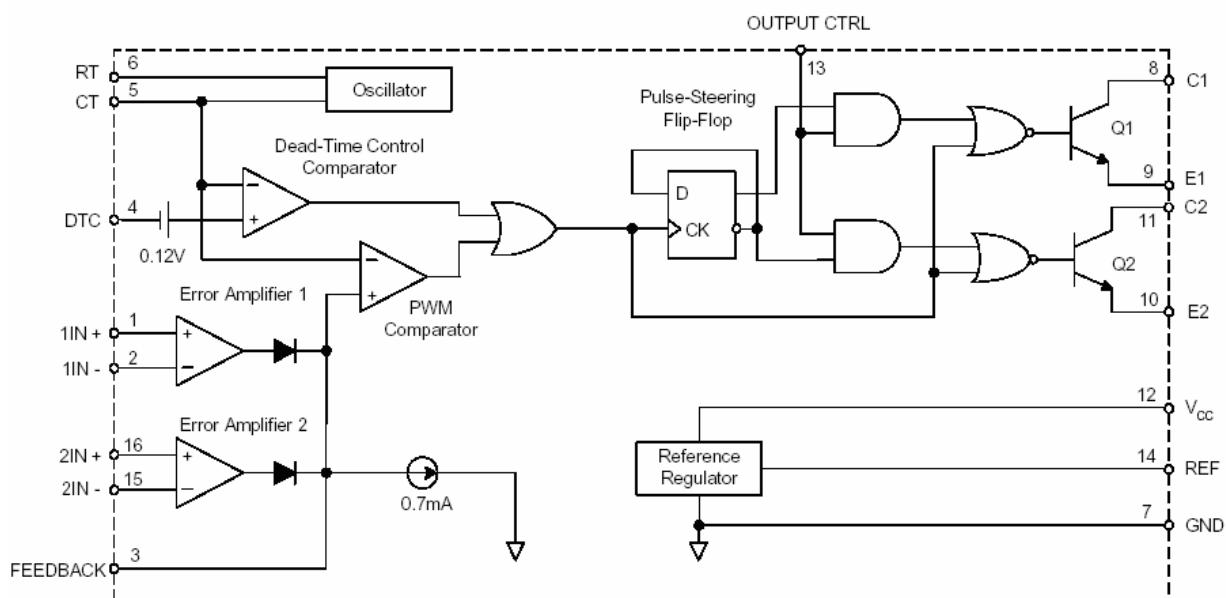 OUTPUT CTRL
13
RT
6
Oscillator
CT
5
Pulse-Steering
Flip-Flop
8
C1
Q1
9
E1
Dead-Time Control
Comparator
DTC
4
0.12V
-
+
D
CK
C2
11
Q2
10
E2
-
+
PWM
Comparator
Error Amplifier 1
1IN +
1
+
1IN -
2
-
Error Amplifier 2
2IN +
16
+
2IN -
15
-
0.7mA
FEEDBACK
3
12
Vcc
Reference
Regulator
14
REF
7
GND